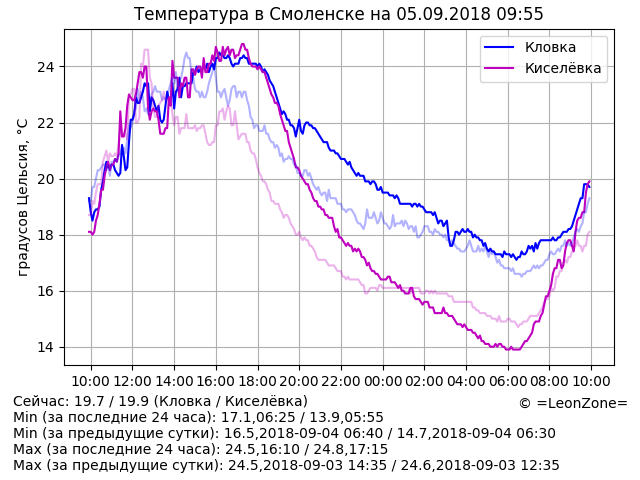 Температура в Смоленске на 05.09.2018 09:55
Кловка
Киселёвка
градусов Цельсия, °C
24
22
20
18
16
14
10:00 12:00 14:00 16:00 18:00 20:00 22:00 00:00 02:00 04:00 06:00 08:00 10:00
Сейчас: 19.7 / 19.9 (Кловка / Киселёвка)
© =LeonZone=
Min (за последние 24 часа): 17.1,06:25 / 13.9,05:55
Min (за предыдущие сутки): 16.5,2018-09-04 06:40 / 14.7,2018-09-04 06:30
Max (за последние 24 часа): 24.5,16:10 / 24.8,17:15
Max (за предыдущие сутки): 24.5,2018-09-03 14:35 / 24.6,2018-09-03 12:35